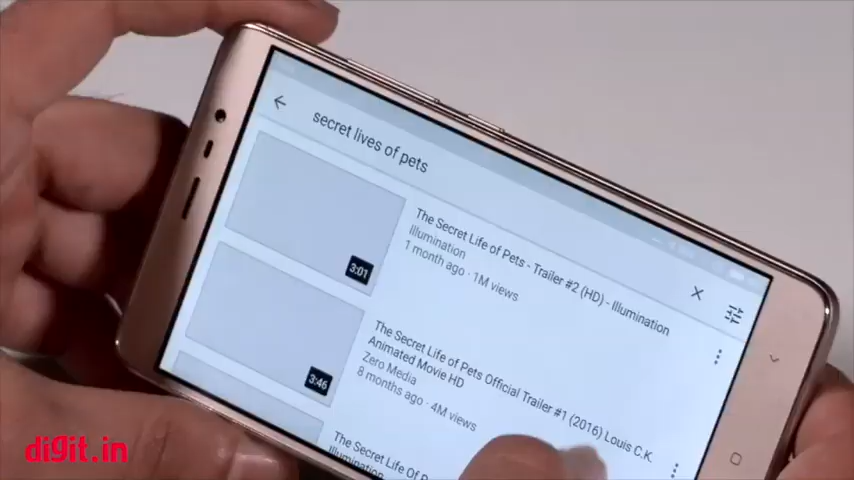 secret lives of pets
The Secret Life of Pets - Trailer #2 (HD) - Illumination
Illumination
1 month ago · 1M views
3:01
The Secret Life of Pets Official Trailer #1 (2016) Louis C.K.
Animated Movie HD
Zero Media
8 months ago · 4M views
3:46
The Secret Life Of Pe
Illumination
digit.in